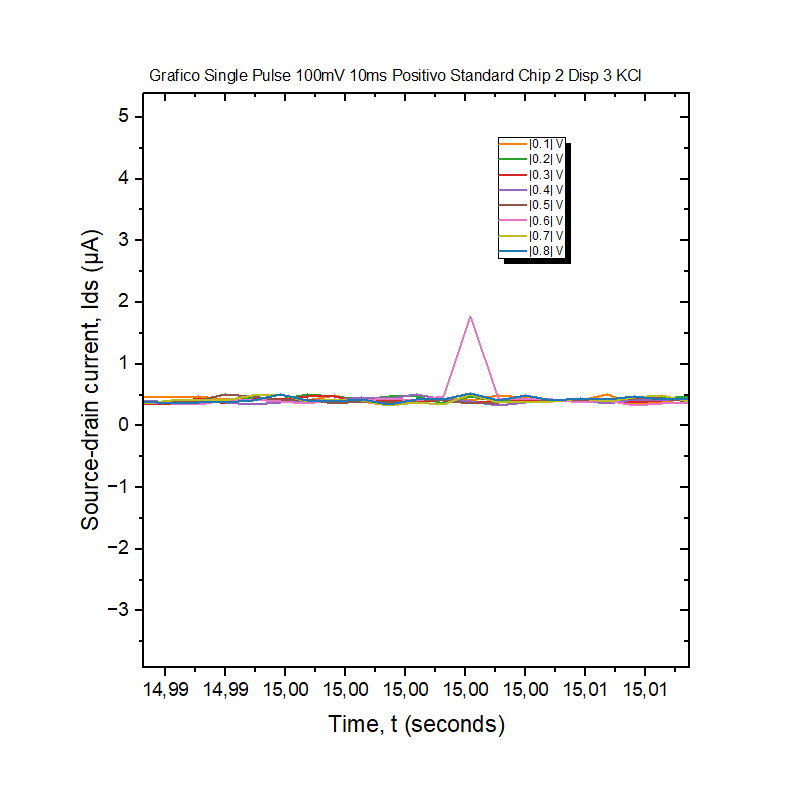 Grafico Single Pulse 100mV 10ms Positivo Standard Chip 2 Disp 3 KCl
5
4
3
2
1
0
−1
−2
−3
Source-drain current, Ids (µA)
|0.1| V
|0.2| V
|0.3| V
|0.4| V
|0.5| V
|0.6| V
|0.7| V
|0.8| V
14,99 14,99 15,00 15,00 15,00 15,00 15,00 15,01 15,01
Time, t (seconds)